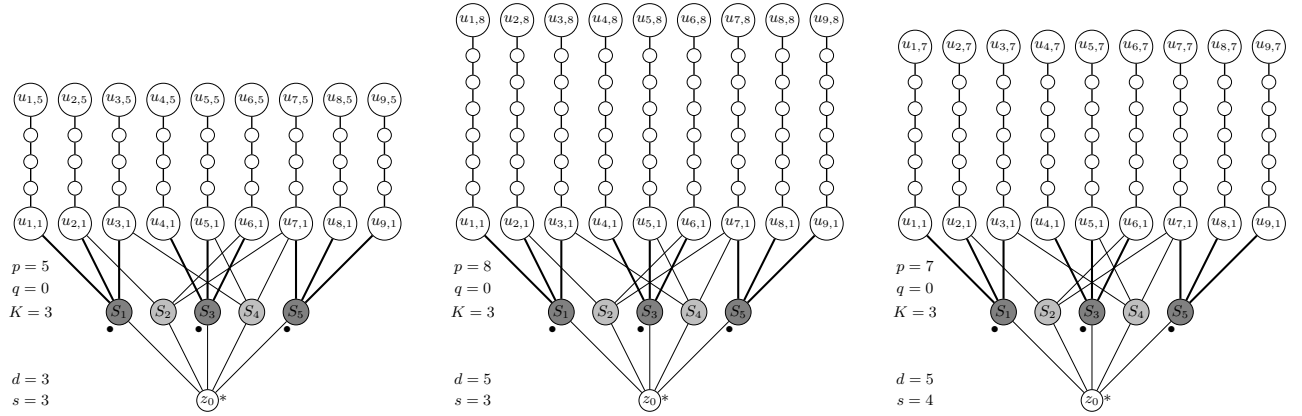 u1,5 u2,5 u3,5 u4,5 u5,5 u6,5 u7,5 u8,5 u9,5
u1,1 u2,1 u3,1 u4,1 u5,1 u6,1 u7,1 u8,1 u9,1
p = 5
q = 0
K = 3
S1 S2 S3 S4 S5
d = 3
s = 3
z0 *
u1,8 u2,8 u3,8 u4,8 u5,8 u6,8 u7,8 u8,8 u9,8
u1,1 u2,1 u3,1 u4,1 u5,1 u6,1 u7,1 u8,1 u9,1
p = 8
q = 0
K = 3
S1 S2 S3 S4 S5
d = 5
s = 3
z0 *
u1,7 u2,7 u3,7 u4,7 u5,7 u6,7 u7,7 u8,7 u9,7
u1,1 u2,1 u3,1 u4,1 u5,1 u6,1 u7,1 u8,1 u9,1
p = 7
q = 0
K = 3
S1 S2 S3 S4 S5
d = 5
s = 4
z0 *